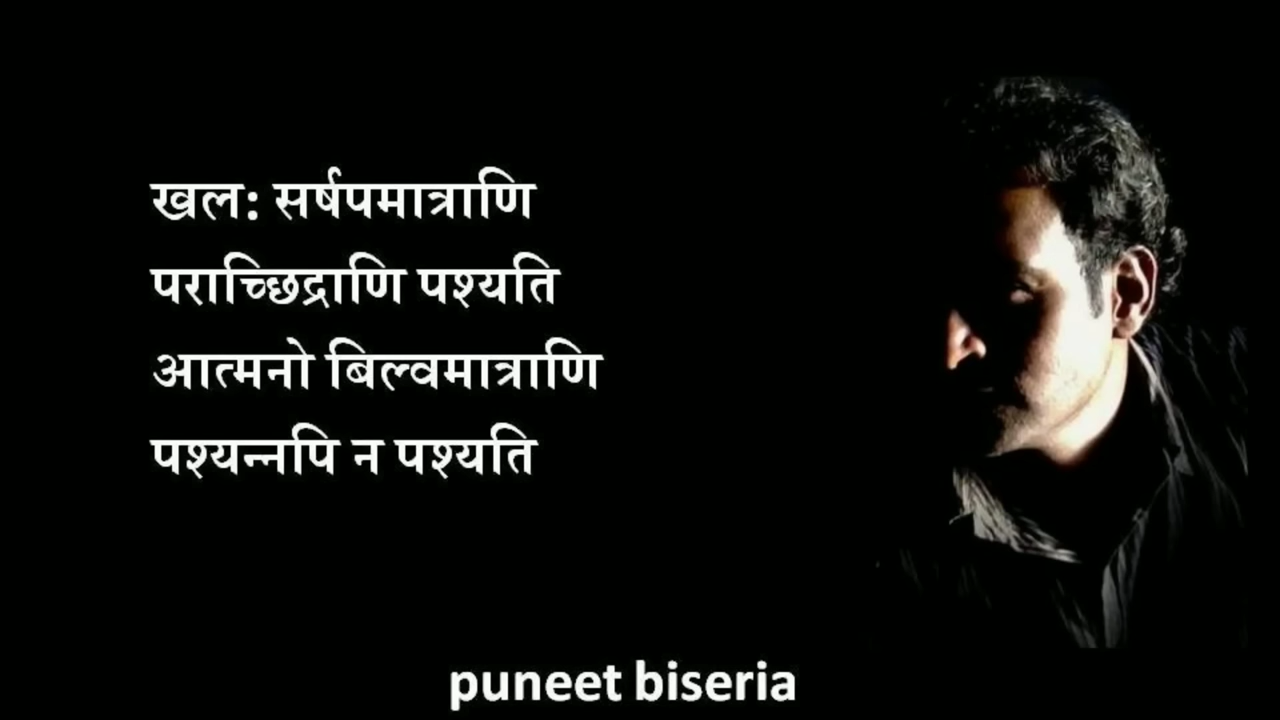 खल: सर्षपमात्राणि
पराच्छिद्राणि पश्यति
आत्मनो बिल्वमात्राणि
पश्यन्नपि न पश्यति
puneet biseria